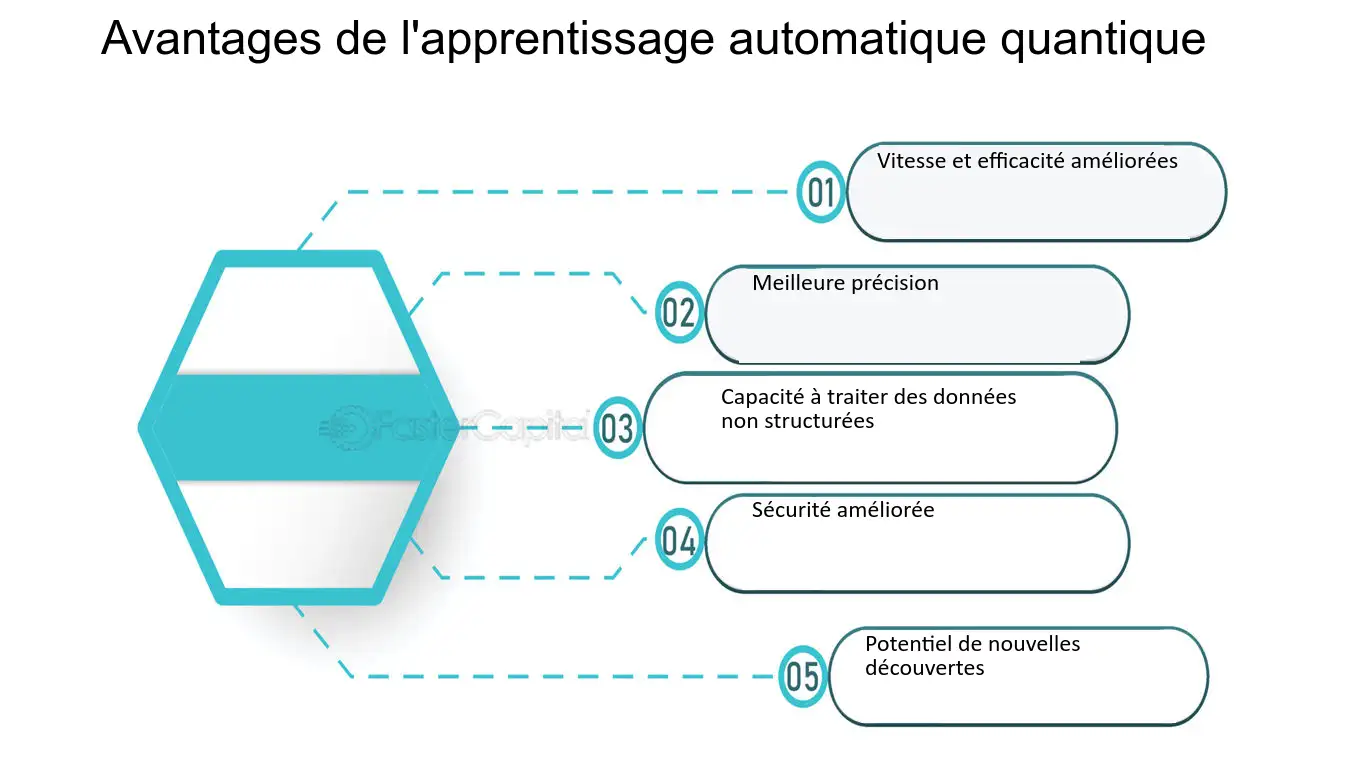 Avantages de l'apprentissage automatique quantique
01
Vitesse et efficacité améliorées
02
Meilleure précision
03
Capacité à traiter des données
non structurées
FasterCapital
04
Sécurité améliorée
05
Potentiel de nouvelles
découvertes